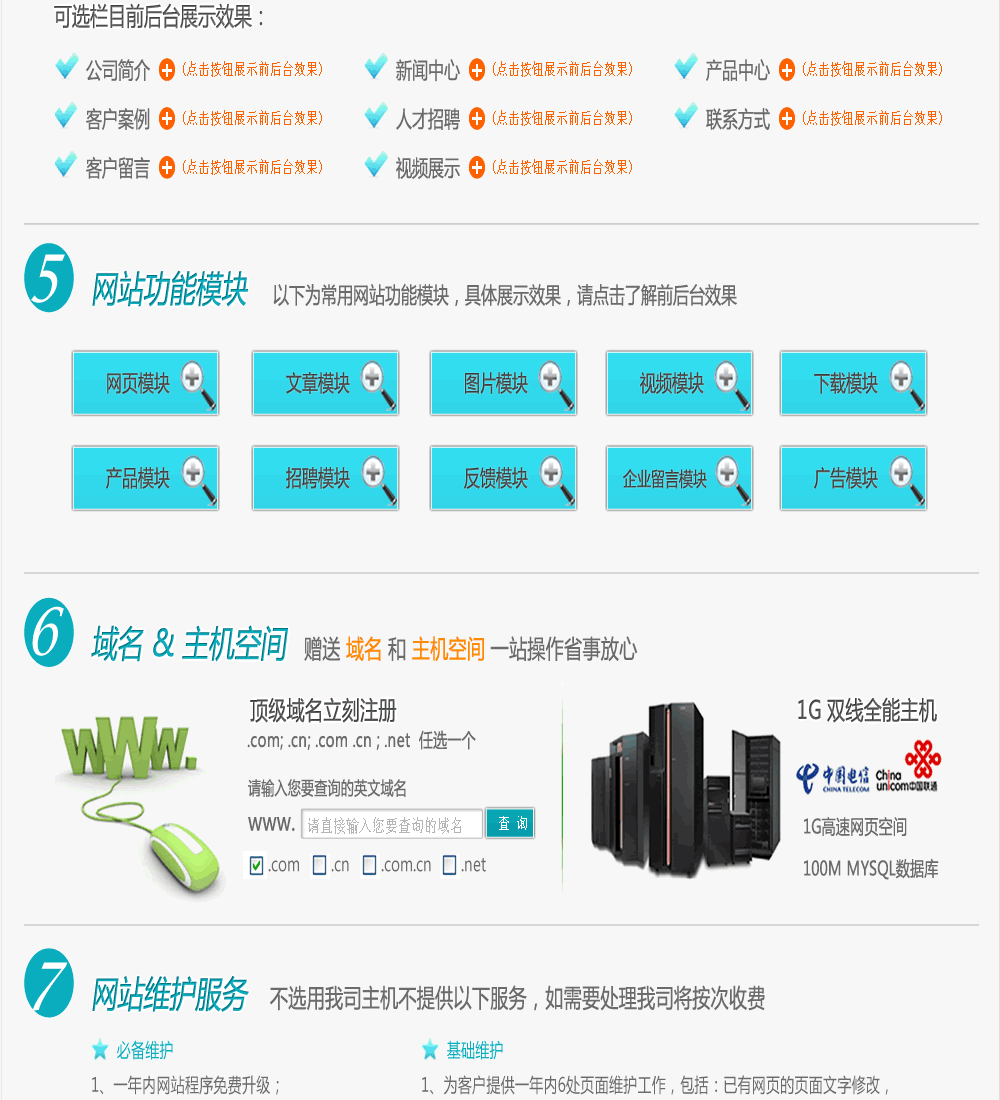 可选栏目前后台展示效果：
公司简介 (点击按钮展示前后台效果) 新闻中心 (点击按钮展示前后台效果) 产品中心 (点击按钮展示前后台效果)
客户案例 (点击按钮展示前后台效果) 人才招聘 (点击按钮展示前后台效果) 联系方式 (点击按钮展示前后台效果)
客户留言 (点击按钮展示前后台效果) 视频展示 (点击按钮展示前后台效果)
5 网站功能模块 以下为常用网站功能模块，具体展示效果，请点击了解前后台效果
网页模块 文章模块 图片模块 视频模块 下载模块
产品模块 招聘模块 反馈模块 企业留言模块 广告模块
6 域名 & 主机空间 赠送 域名 和 主机空间 一站操作省事放心
WWW.
顶级域名立刻注册
.com; .cn; .com .cn ; .net 任选一个
请输入您要查询的英文域名
WWW. 请直接输入您要查询的域名 查 询
.com .cn .com.cn .net
1G 双线全能主机
中国电信 CHINA TELECOM China unicom中国联通
1G高速网页空间
100M MYSQL数据库
7 网站维护服务 不选用我司主机不提供以下服务，如需要处理我司将按次收费
必备维护
1、一年内网站程序免费升级；
基础维护
1、为客户提供一年内6处页面维护工作，包括：已有网页的页面文字修改，